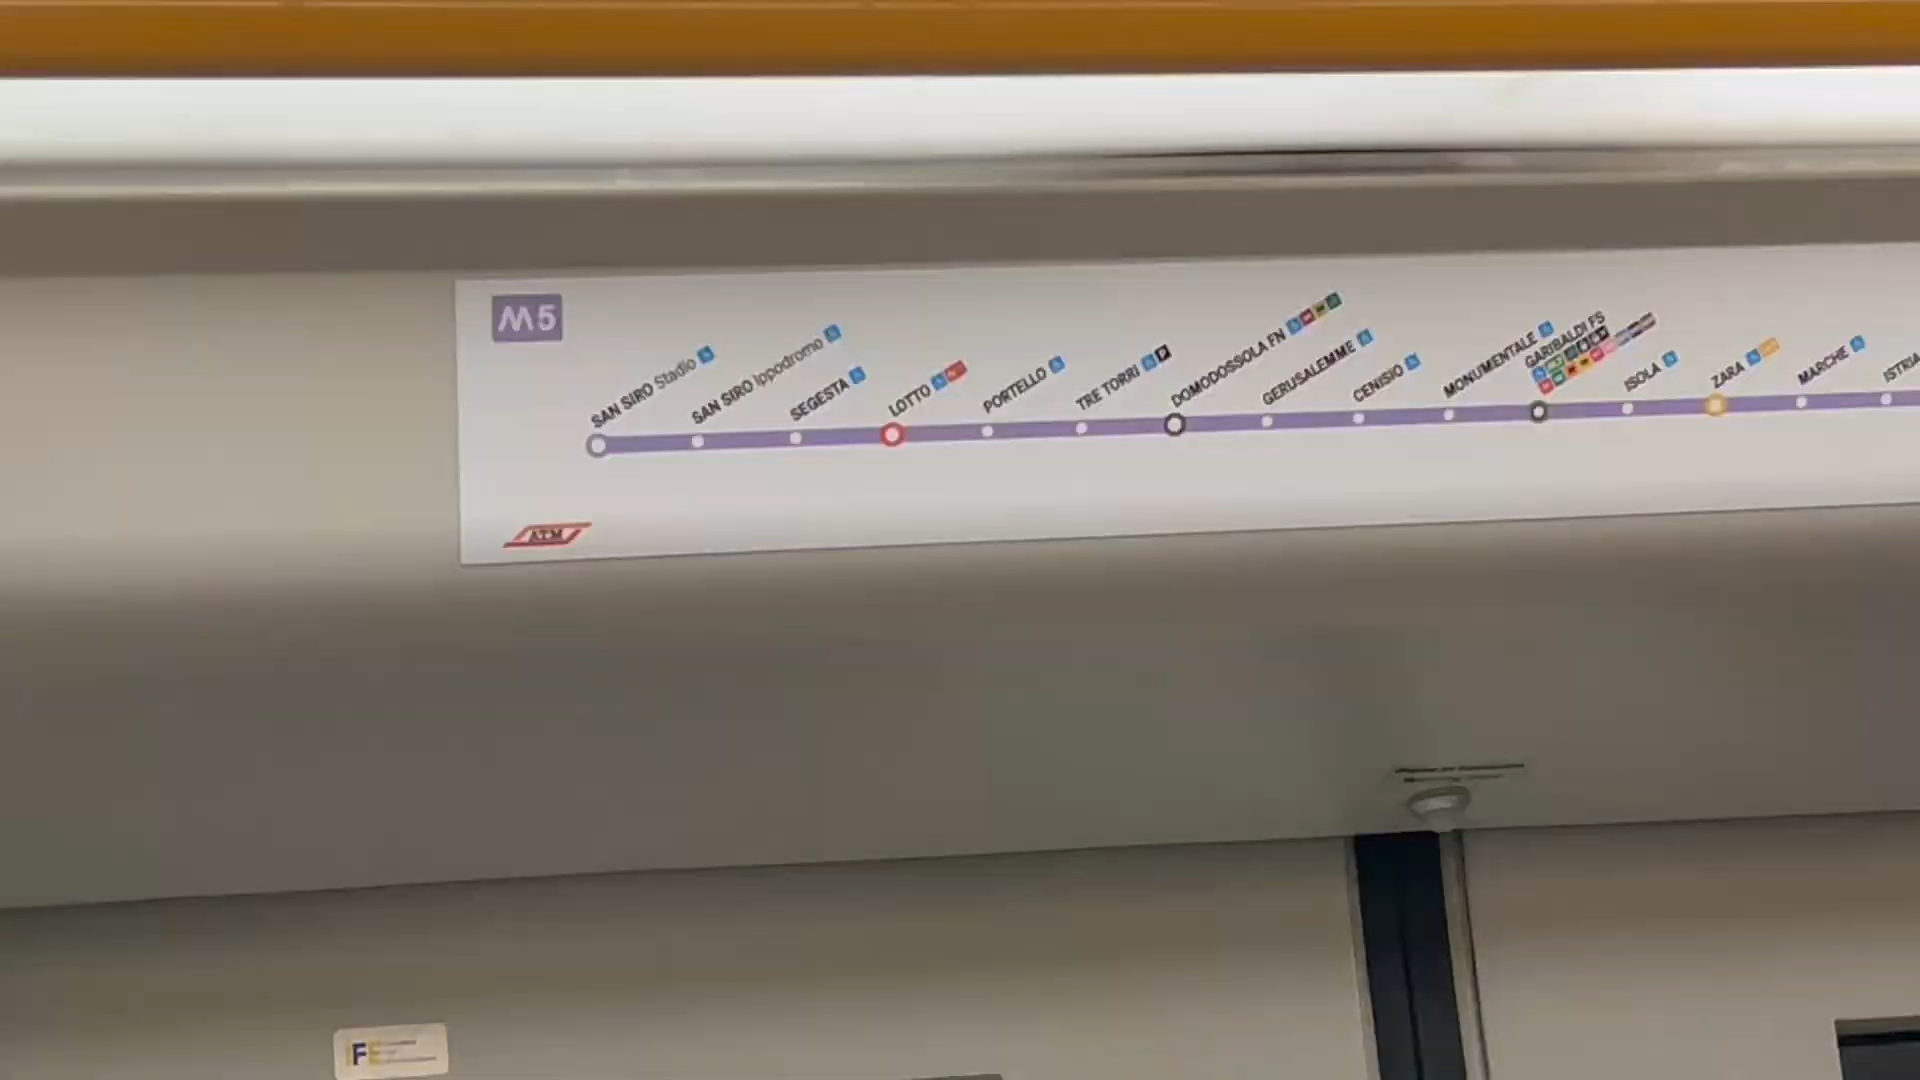 M5
SAN SIRO Stadio
SAN SIRO Ippodromo
SEGESTA
LOTTO
PORTELLO
TRE TORRI
DOMODOSSOLA FN
GERUSALEMME
CENISIO
MONUMENTALE
GARIBALDI FS
ISOLA
ZARA
MARCHE
ISTRIA
ATM